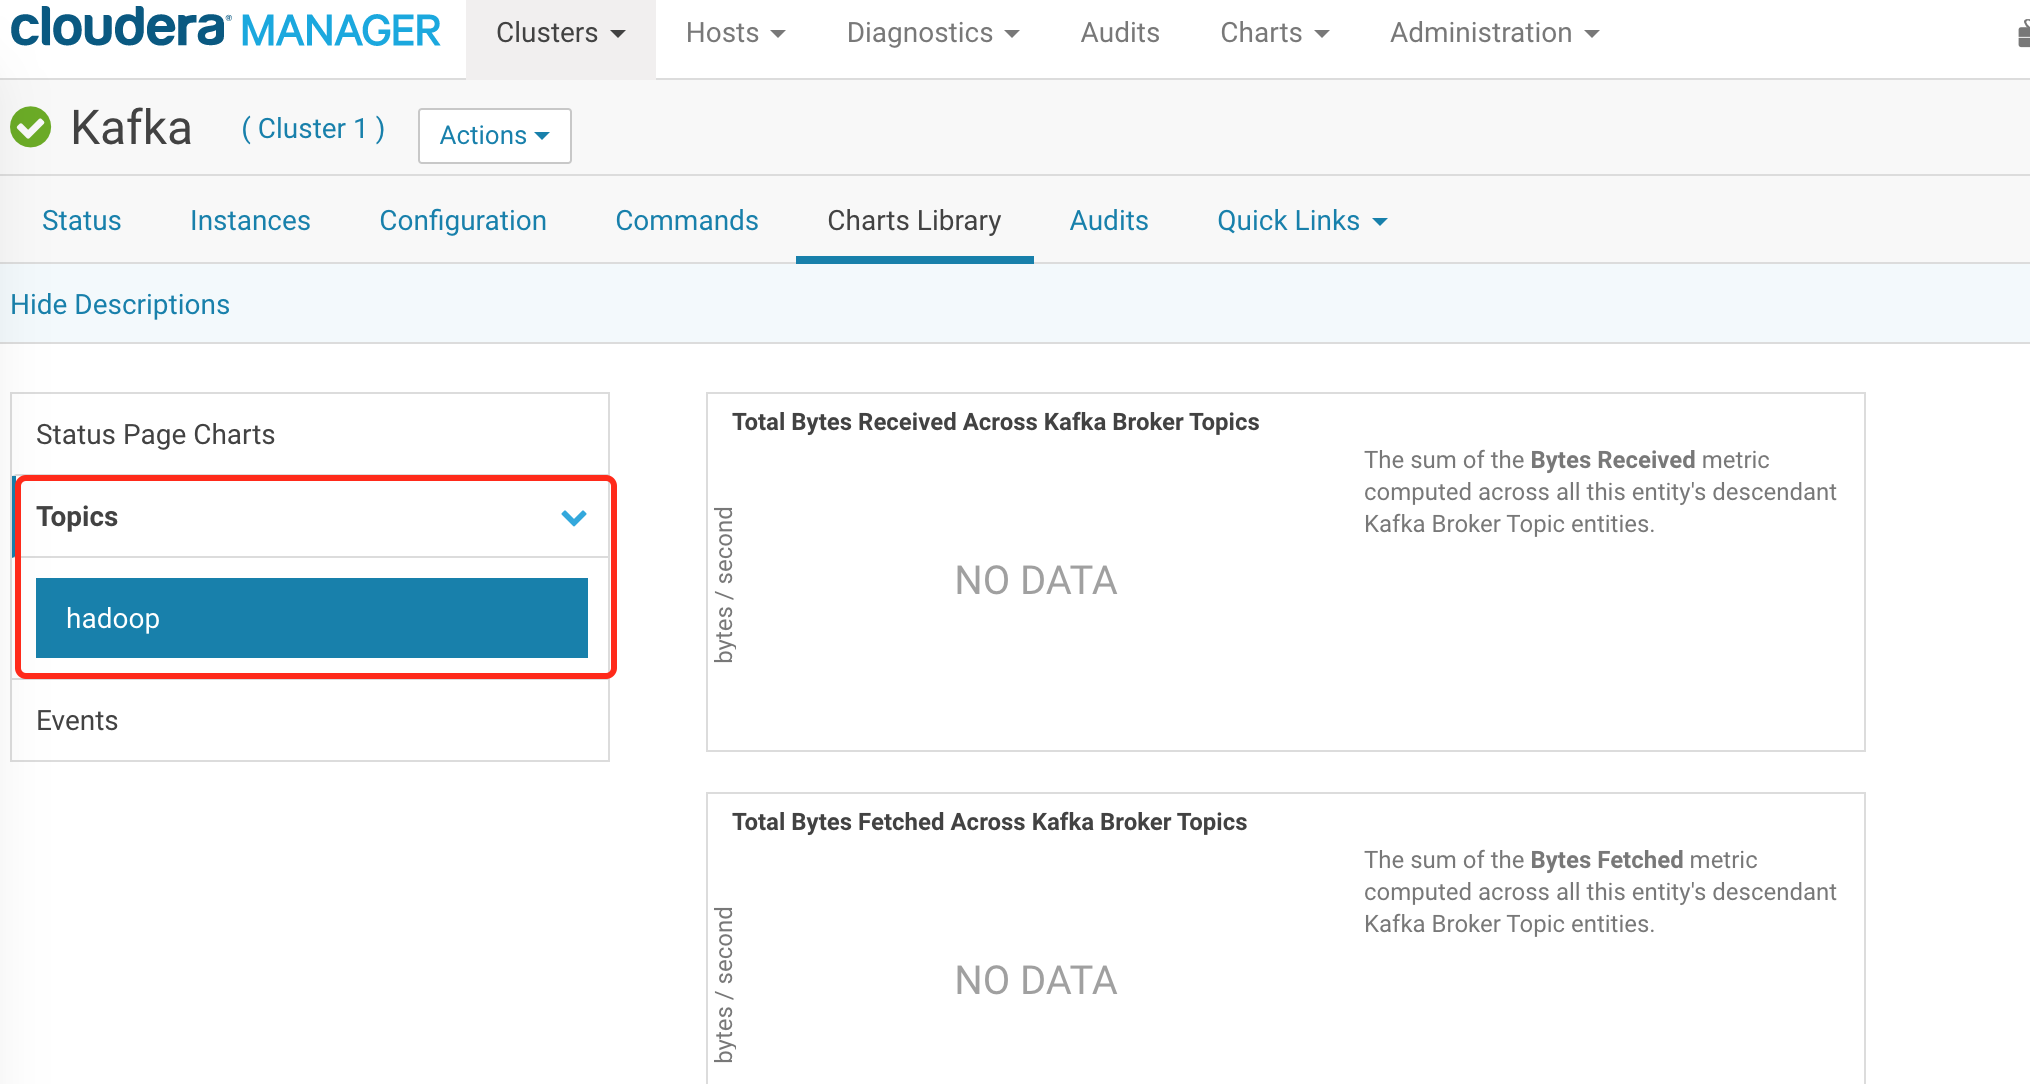 cloudera MANAGER Clusters Hosts Diagnostics Audits Charts Administration
Kafka ( Cluster 1 ) Actions
Status Instances Configuration Commands Charts Library Audits Quick Links
Hide Descriptions
Status Page Charts
Topics
hadoop
Events
Total Bytes Received Across Kafka Broker Topics
The sum of the Bytes Received metric
computed across all this entity's descendant
Kafka Broker Topic entities.
bytes / second
NO DATA
Total Bytes Fetched Across Kafka Broker Topics
The sum of the Bytes Fetched metric
computed across all this entity's descendant
Kafka Broker Topic entities.
bytes / second
NO DATA